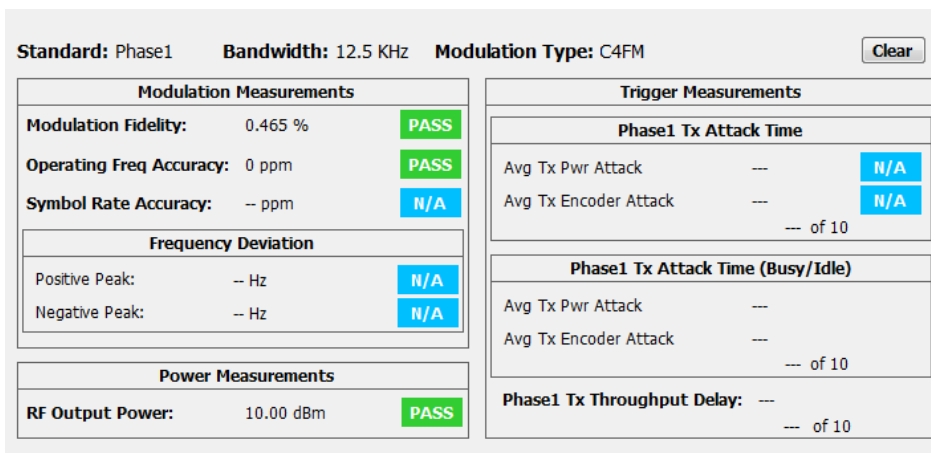 Standard: Phase1 Bandwidth: 12.5 KHz Modulation Type: C4FM Clear
Modulation Measurements
Modulation Fidelity: 0.465 % PASS
Operating Freq Accuracy: 0 ppm PASS
Symbol Rate Accuracy: -- ppm N/A
Frequency Deviation
Positive Peak: -- Hz N/A
Negative Peak: -- Hz N/A
Power Measurements
RF Output Power: 10.00 dBm PASS
Trigger Measurements
Phase1 Tx Attack Time
Avg Tx Pwr Attack --- N/A
Avg Tx Encoder Attack --- N/A
--- of 10
Phase1 Tx Attack Time (Busy/Idle)
Avg Tx Pwr Attack ---
Avg Tx Encoder Attack ---
--- of 10
Phase1 Tx Throughput Delay: ---
--- of 10